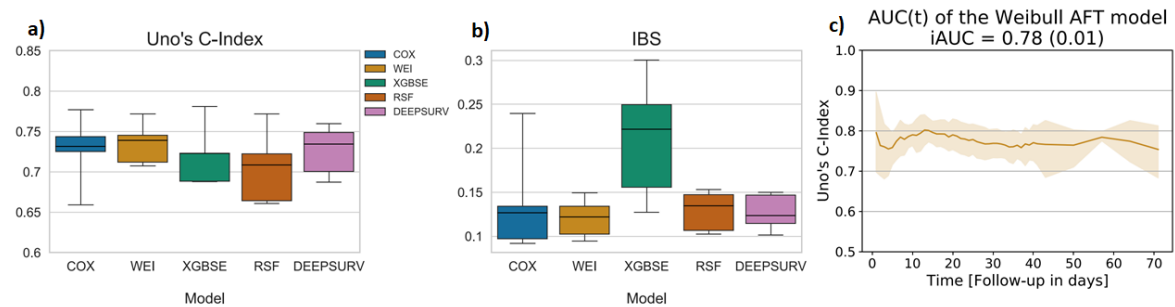 a)
Uno's C-Index
0.85
0.8
0.75
0.7
0.65
0.6
COX
WEI
XGBSE
RSF
DEEPSURV
Model
COX
WEI
XGBSE
RSF
DEEPSURV
b)
IBS
0.3
0.25
0.2
0.15
0.1
COX
WEI
XGBSE
RSF
DEEPSURV
Model
c)
AUC(t) of the Weibull AFT model
iAUC = 0.78 (0.01)
Uno's C-Index
1.0
0.9
0.8
0.7
0.6
0.5
0
10
20
30
40
50
60
70
Time [Follow-up in days]